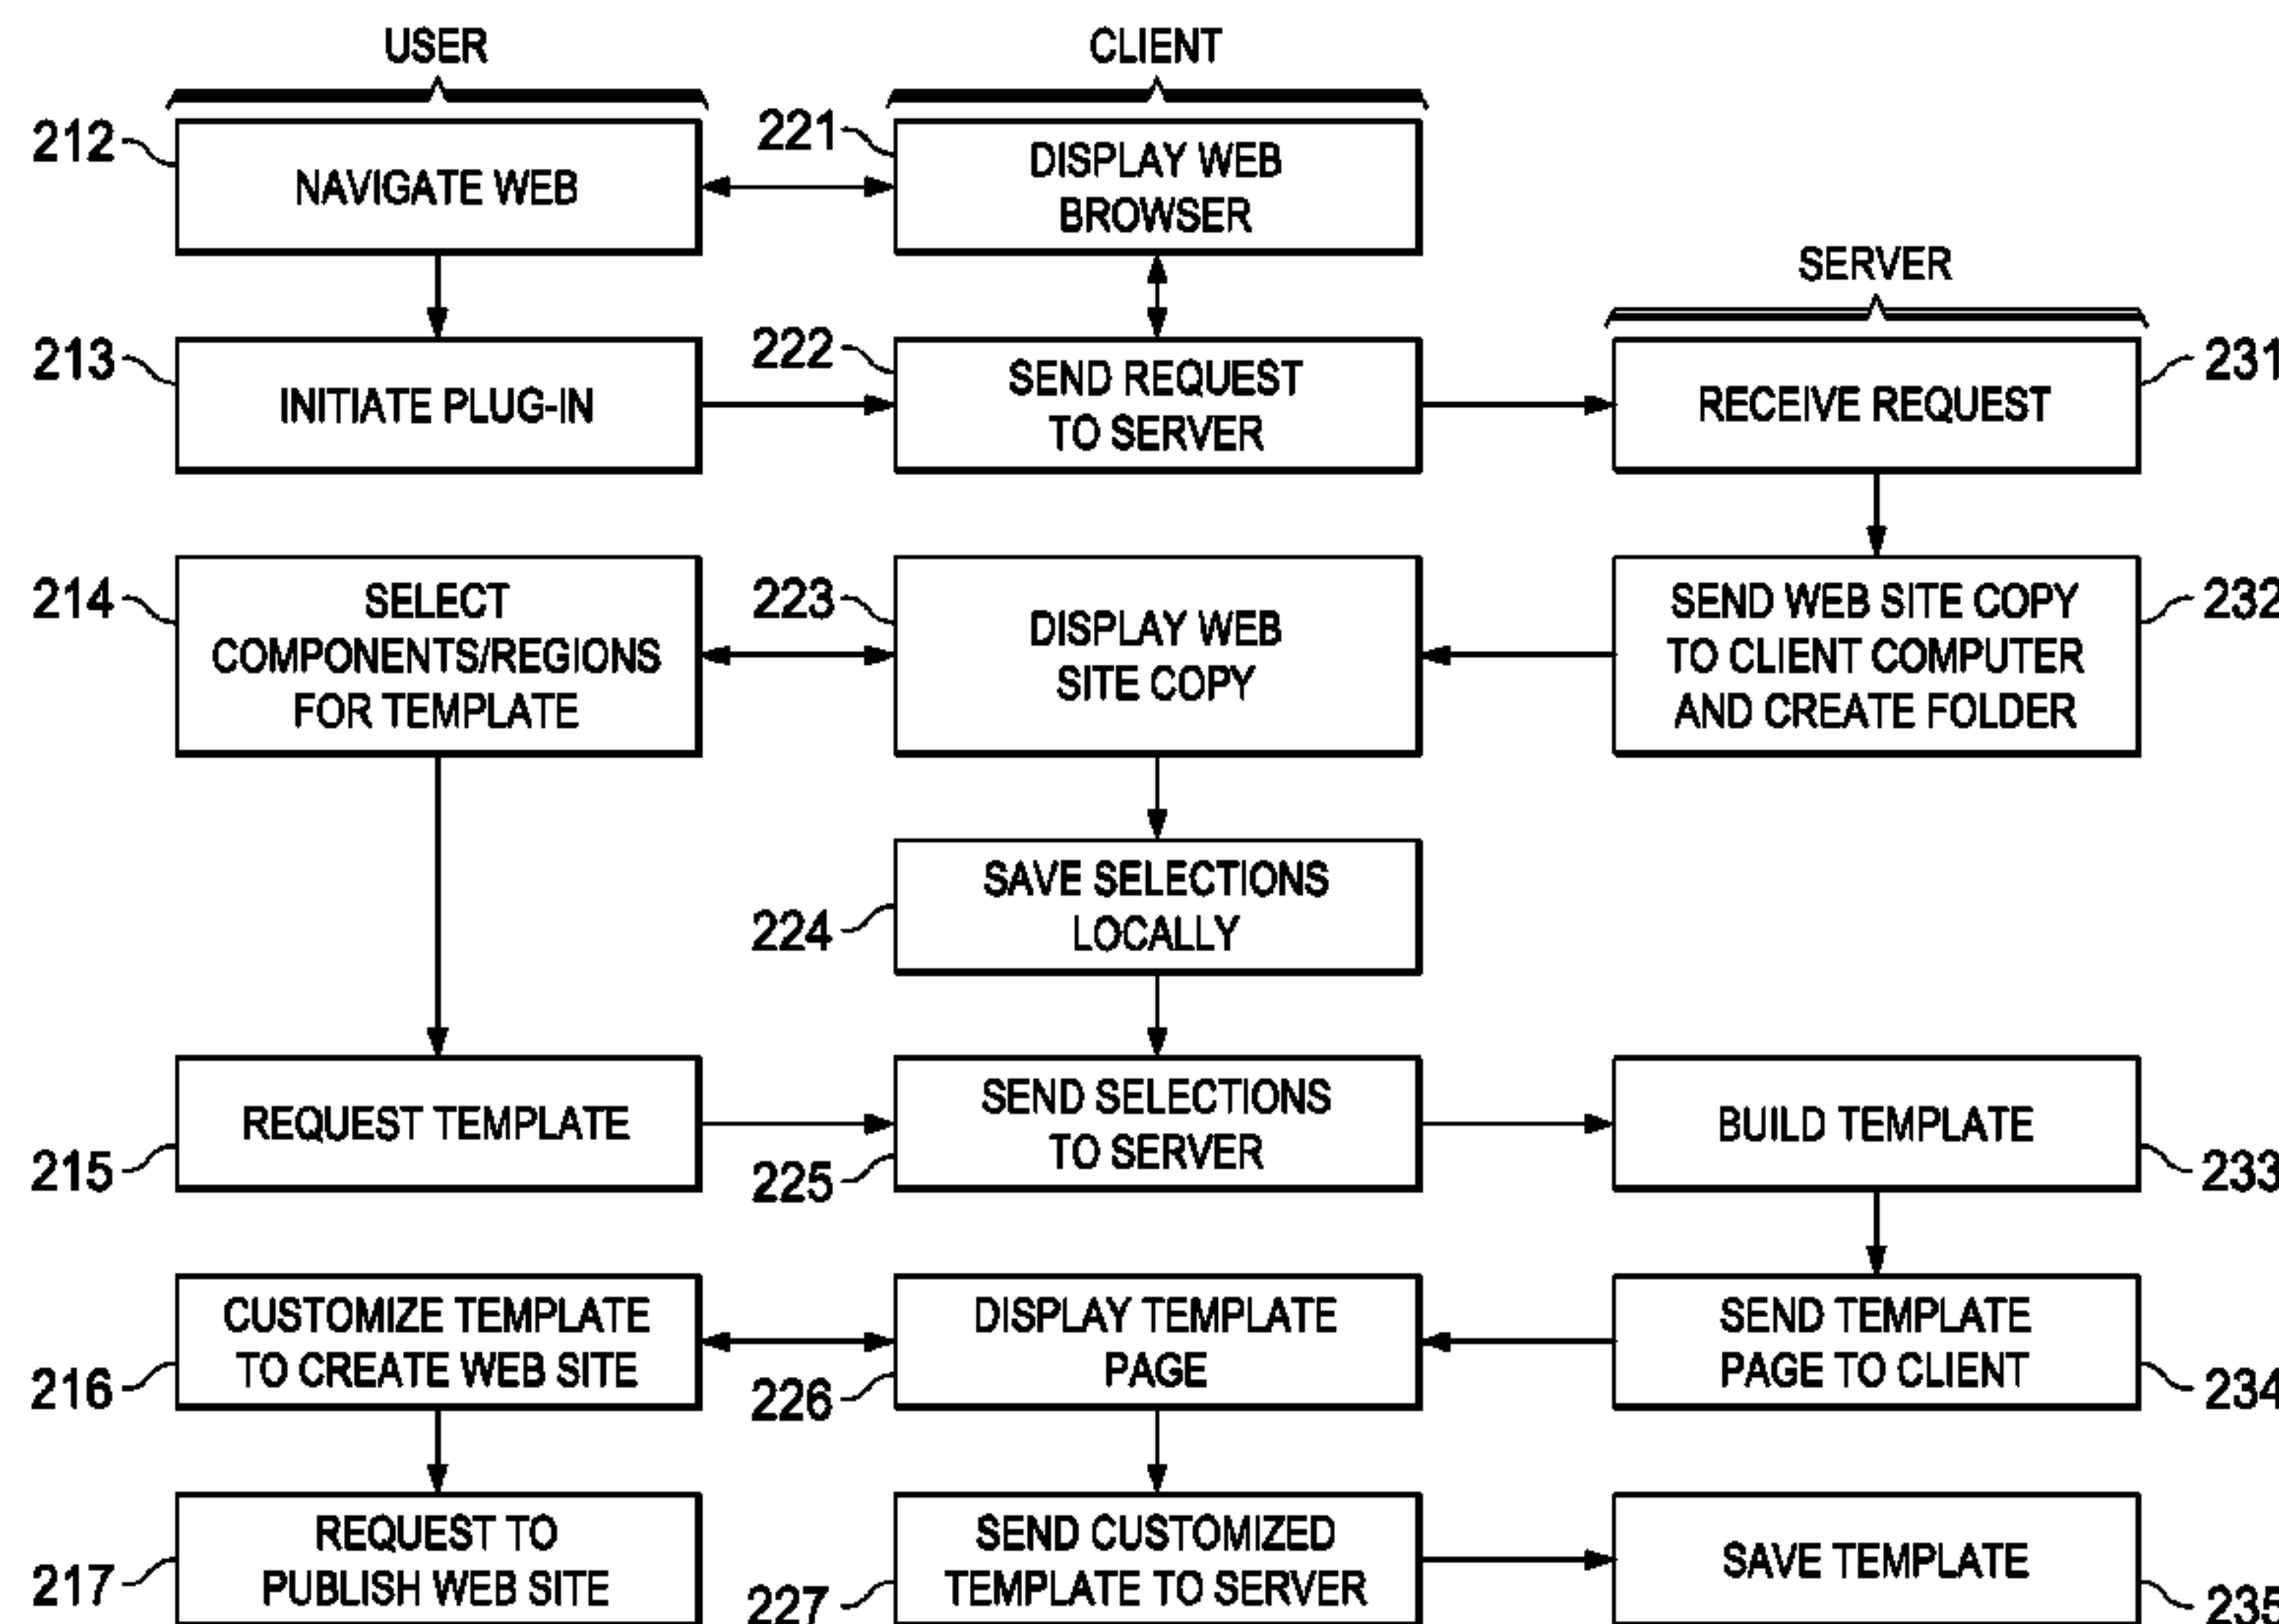 USER
CLIENT
212
NAVIGATE WEB
221
DISPLAY WEB
BROWSER
SERVER
213
INITIATE PLUG-IN
222
SEND REQUEST
TO SERVER
RECEIVE REQUEST
231
214
SELECT
COMPONENTS/REGIONS
FOR TEMPLATE
223
DISPLAY WEB
SITE COPY
SEND WEB SITE COPY
TO CLIENT COMPUTER
AND CREATE FOLDER
232
224
SAVE SELECTIONS
LOCALLY
215
REQUEST TEMPLATE
225
SEND SELECTIONS
TO SERVER
BUILD TEMPLATE
233
216
CUSTOMIZE TEMPLATE
TO CREATE WEB SITE
226
DISPLAY TEMPLATE
PAGE
SEND TEMPLATE
PAGE TO CLIENT
234
217
REQUEST TO
PUBLISH WEB SITE
227
SEND CUSTOMIZED
TEMPLATE TO SERVER
SAVE TEMPLATE
235